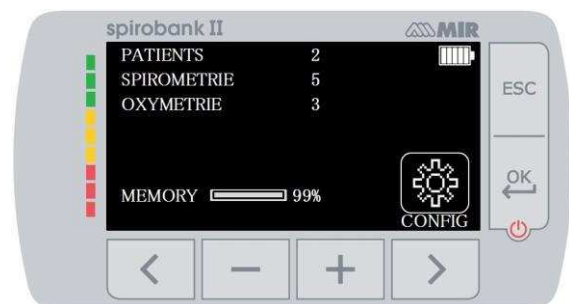 spirobank II MIR
PATIENTS 2
SPIROMETRIE 5
OXYMETRIE 3
ESC
MEMORY 99%
OK
CONFIG